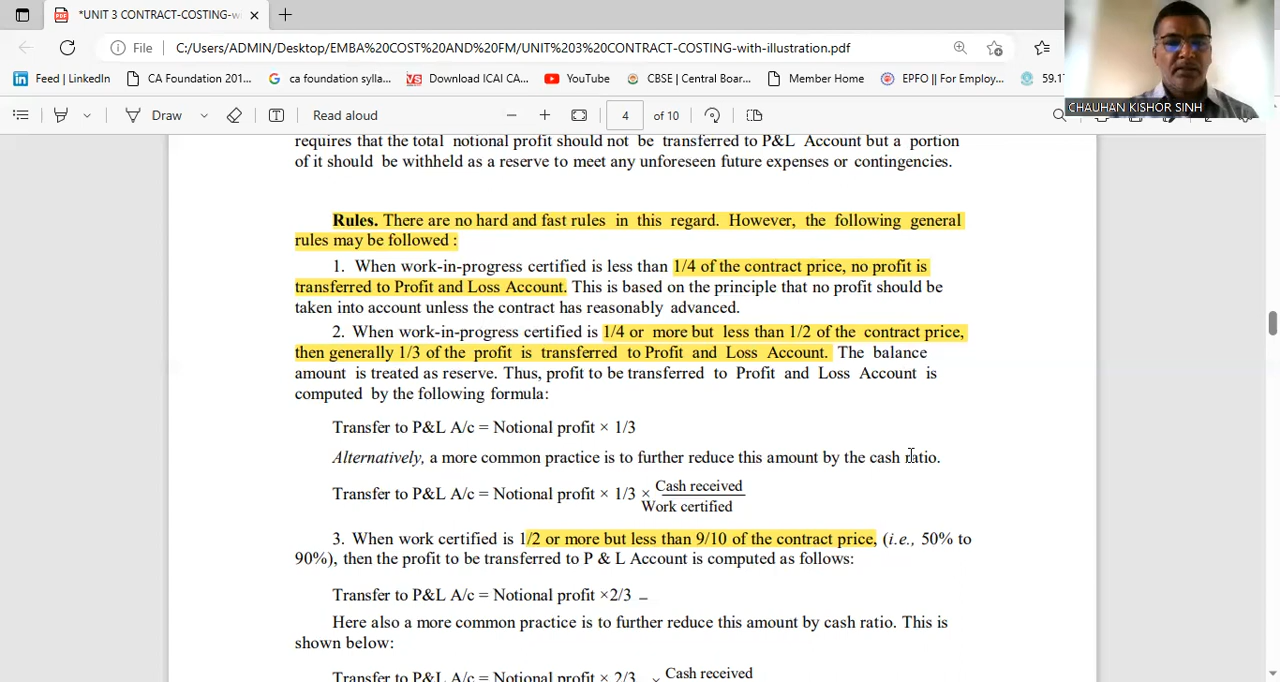 *UNIT 3 CONTRACT-COSTING-w
File
C:/Users/ADMIN/Desktop/EMBA%20COST%20AND%20FM/UNIT%203%20CONTRACT-COSTING-with-illustration.pdf
Feed | LinkedIn
CA Foundation 201...
ca foundation sylla...
Download ICAI CA...
YouTube
CBSE | Central Boar...
Member Home
EPFO || For Employ...
59.1
CHAUHAN KISHOR SINH
Draw
Read aloud
4
of 10
requires that the total notional profit should not be transferred to P&L Account but a portion
of it should be withheld as a reserve to meet any unforeseen future expenses or contingencies.
Rules. There are no hard and fast rules in this regard. However, the following general
rules may be followed :
1. When work-in-progress certified is less than 1/4 of the contract price, no profit is
transferred to Profit and Loss Account. This is based on the principle that no profit should be
taken into account unless the contract has reasonably advanced.
2. When work-in-progress certified is 1/4 or more but less than 1/2 of the contract price,
then generally 1/3 of the profit is transferred to Profit and Loss Account. The balance
amount is treated as reserve. Thus, profit to be transferred to Profit and Loss Account is
computed by the following formula:
Transfer to P&L A/c = Notional profit × 1/3
Alternatively, a more common practice is to further reduce this amount by the cash ratio.
Transfer to P&L A/c = Notional profit × 1/3 × Cash received
Work certified
3. When work certified is 1/2 or more but less than 9/10 of the contract price, (i.e., 50% to
90%), then the profit to be transferred to P & L Account is computed as follows:
Transfer to P&L A/c = Notional profit ×2/3 –
Here also a more common practice is to further reduce this amount by cash ratio. This is
shown below:
Transfer to P&L A/c = Notional profit × 2/3 × Cash received